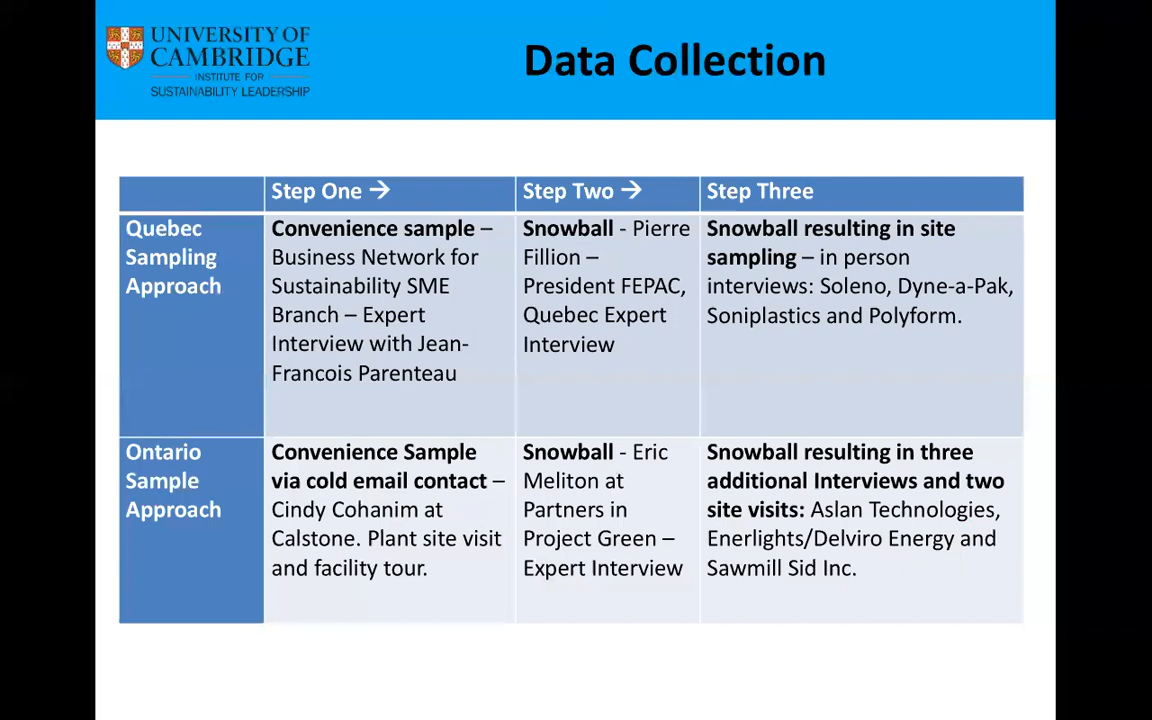 UNIVERSITY OF
CAMBRIDGE
INSTITUTE FOR
SUSTAINABILITY LEADERSHIP
Data Collection
Step One →
Step Two →
Step Three
Quebec
Sampling
Approach
Convenience sample –
Business Network for
Sustainability SME
Branch – Expert
Interview with Jean-
Francois Parenteau
Snowball - Pierre
Fillion –
President FEPAC,
Quebec Expert
Interview
Snowball resulting in site
sampling – in person
interviews: Soleno, Dyne-a-Pak,
Soniplastics and Polyform.
Ontario
Sample
Approach
Convenience Sample
via cold email contact –
Cindy Cohanim at
Calstone. Plant site visit
and facility tour.
Snowball - Eric
Meliton at
Partners in
Project Green –
Expert Interview
Snowball resulting in three
additional Interviews and two
site visits: Aslan Technologies,
Enerlights/Delviro Energy and
Sawmill Sid Inc.